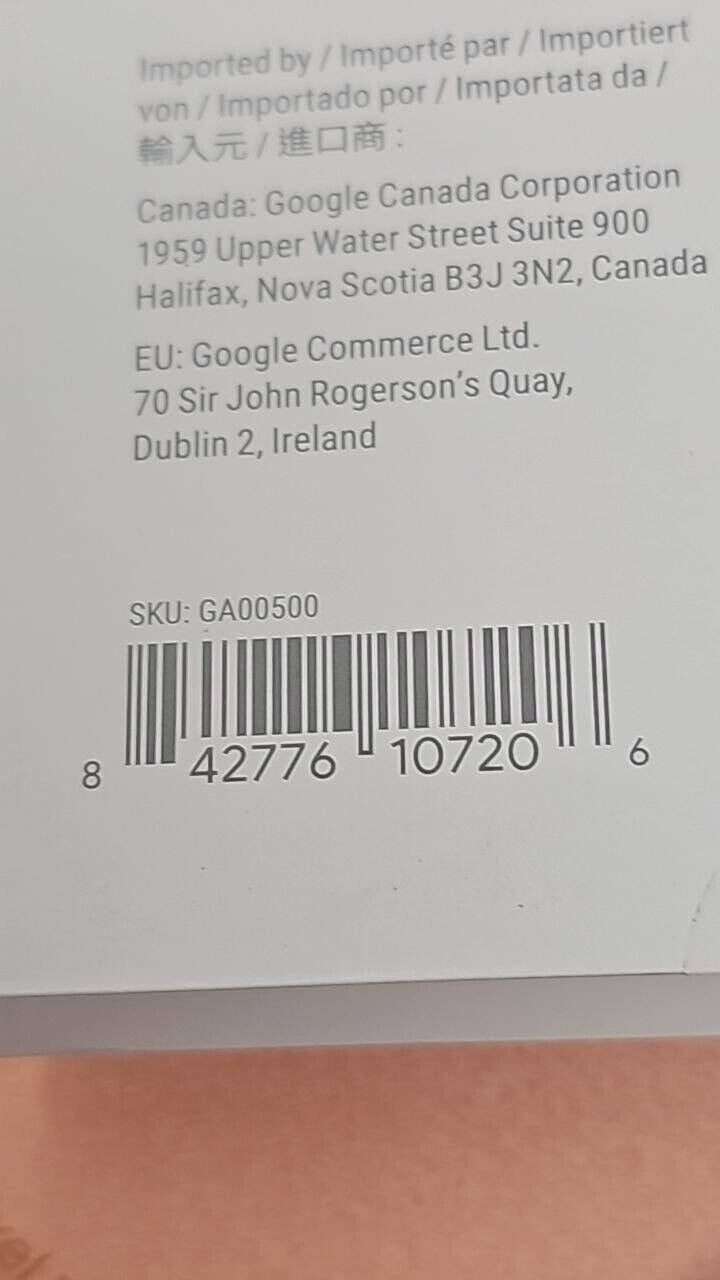 Imported by / Importé par / Importiert
von / Importado por / Importata da /
輸入元 / 進口商 :
Canada: Google Canada Corporation
1959 Upper Water Street Suite 900
Halifax, Nova Scotia B3J 3N2, Canada
EU: Google Commerce Ltd.
70 Sir John Rogerson’s Quay,
Dublin 2, Ireland
SKU: GA00500
8 42776 10720 6